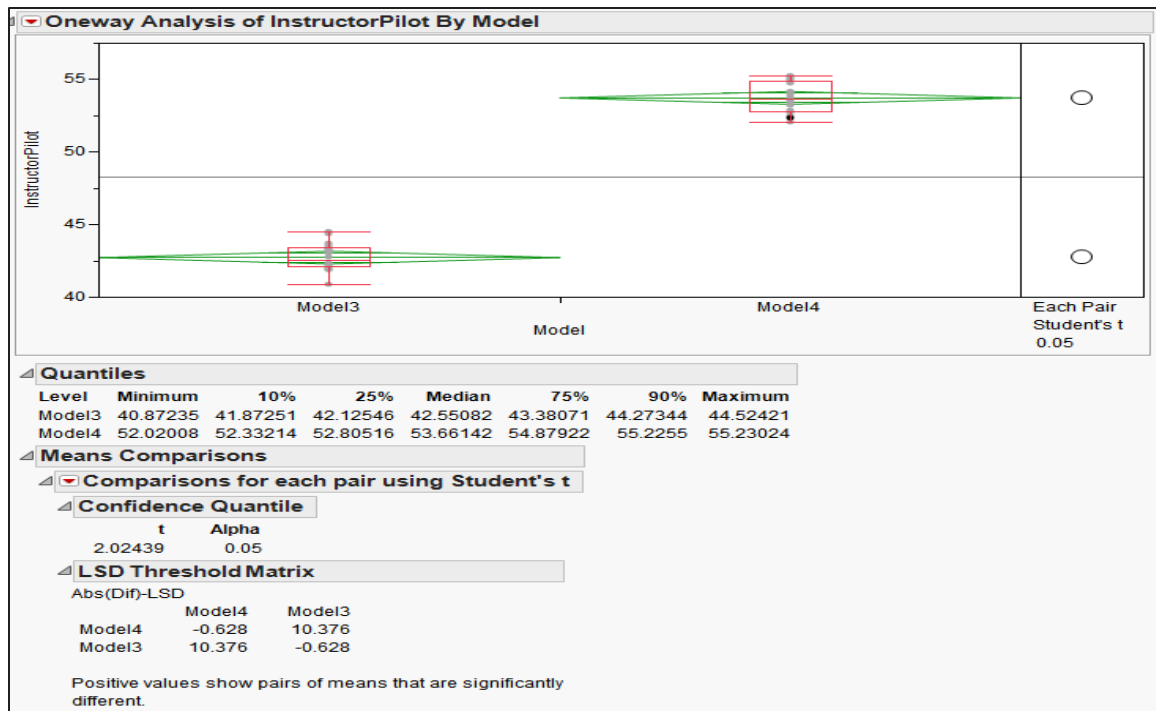 Oneway Analysis of InstructorPilot By Model
55
50
InstructorPilot
45
40
Model3 Model4 Each Pair
Model Student's t
0.05
Quantiles
Level Minimum 10% 25% Median 75% 90% Maximum
Model3 40.87235 41.87251 42.12546 42.55082 43.38071 44.27344 44.52421
Model4 52.02008 52.33214 52.80516 53.66142 54.87922 55.2255 55.23024
Means Comparisons
Comparisons for each pair using Student's t
Confidence Quantile
t Alpha
2.02439 0.05
LSD Threshold Matrix
Abs(Dif)-LSD
Model4 Model3
Model4 -0.628 10.376
Model3 10.376 -0.628
Positive values show pairs of means that are significantly
different.